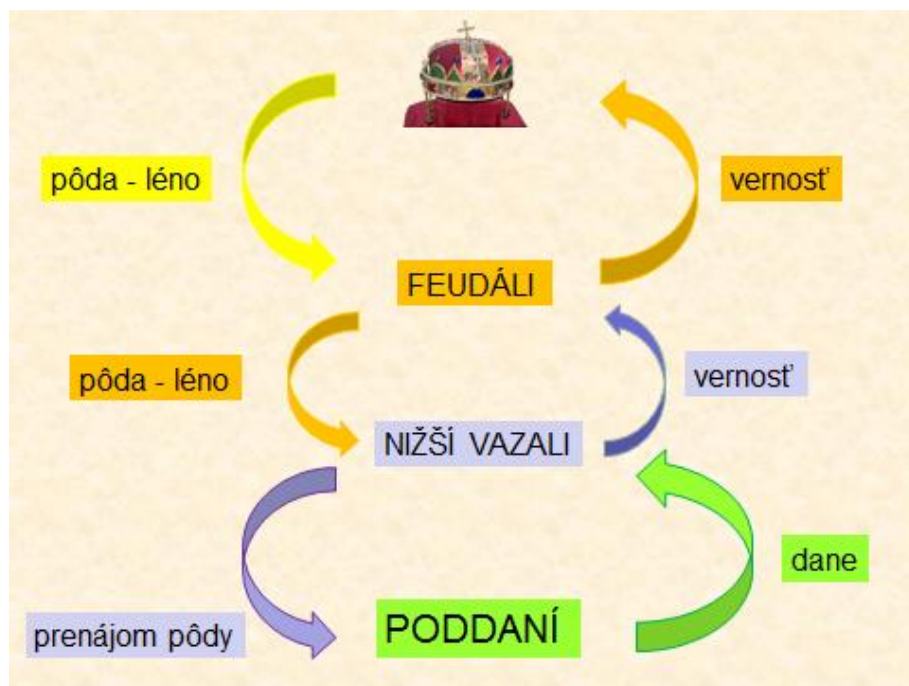 pôda - léno
vernosť
FEUDÁLI
pôda - léno
vernosť
NIŽŠÍ VAZALI
dane
prenájom pôdy
PODDANÍ